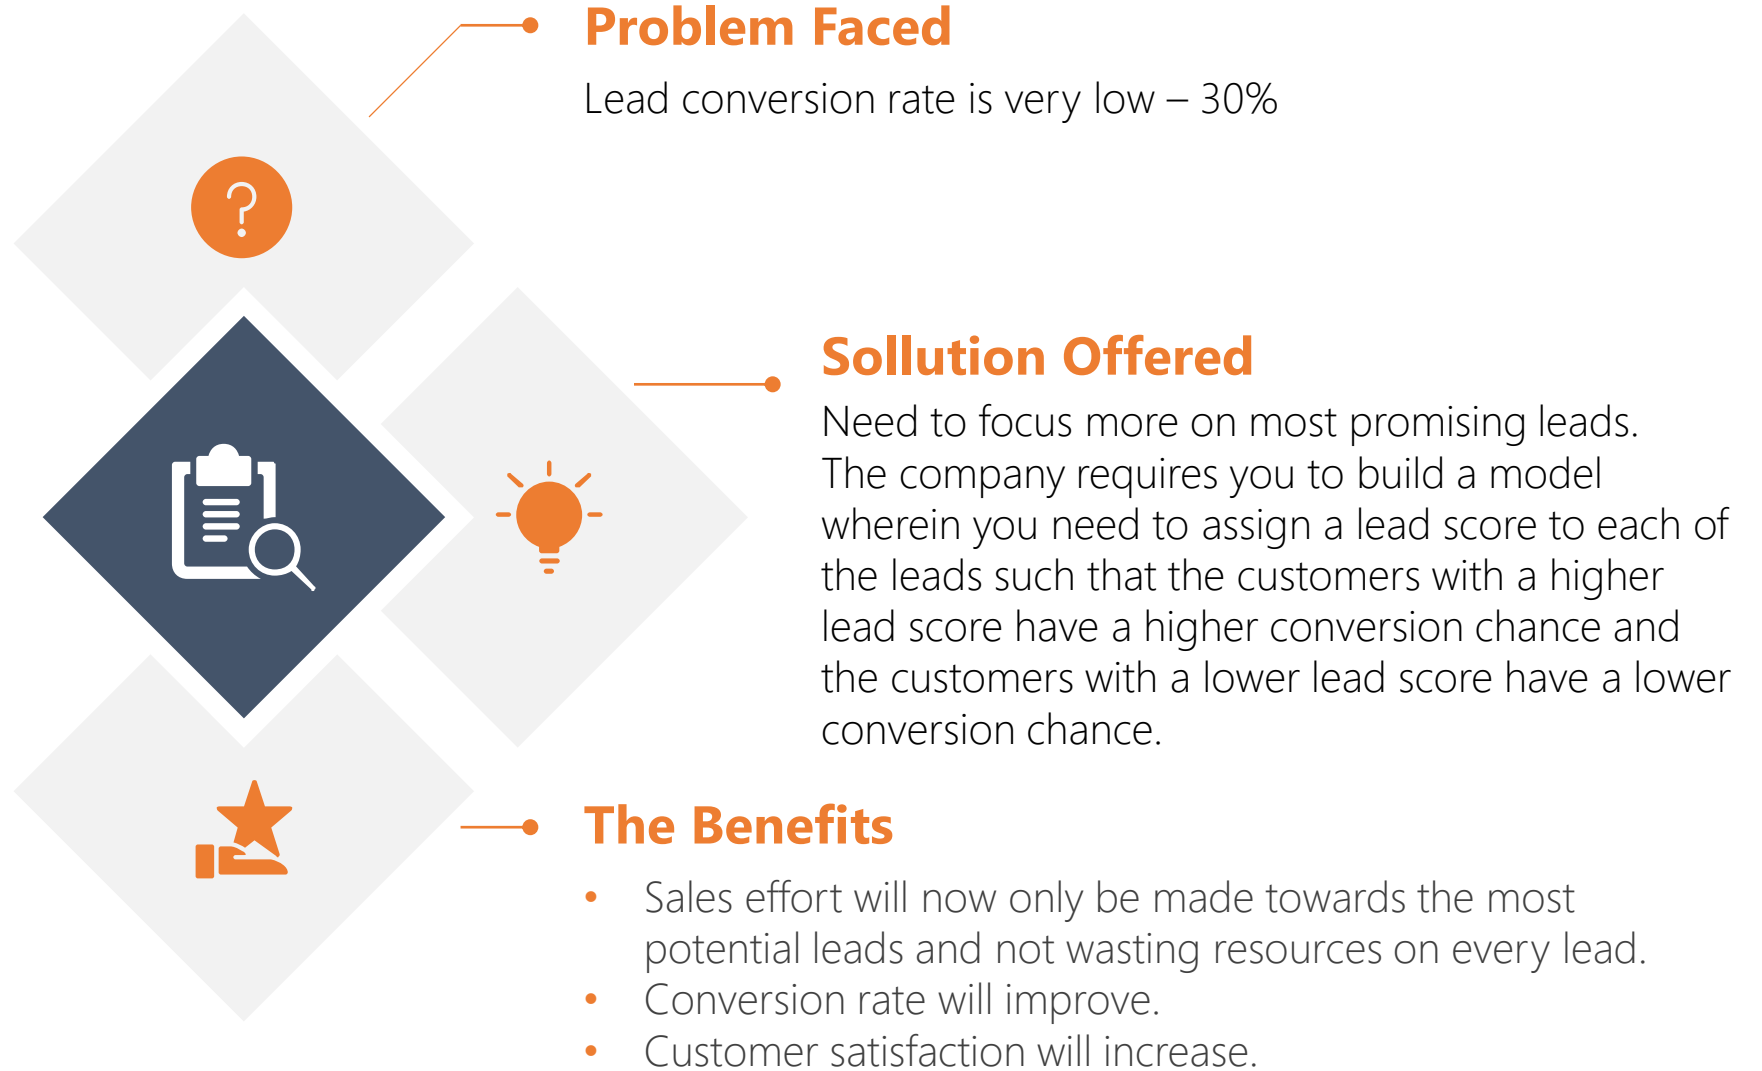 Problem Faced
Lead conversion rate is very low – 30%
Sollution Offered
Need to focus more on most promising leads.
The company requires you to build a model
wherein you need to assign a lead score to each of
the leads such that the customers with a higher
lead score have a higher conversion chance and
the customers with a lower lead score have a lower
conversion chance.
The Benefits
• Sales effort will now only be made towards the most
potential leads and not wasting resources on every lead.
• Conversion rate will improve.
• Customer satisfaction will increase.